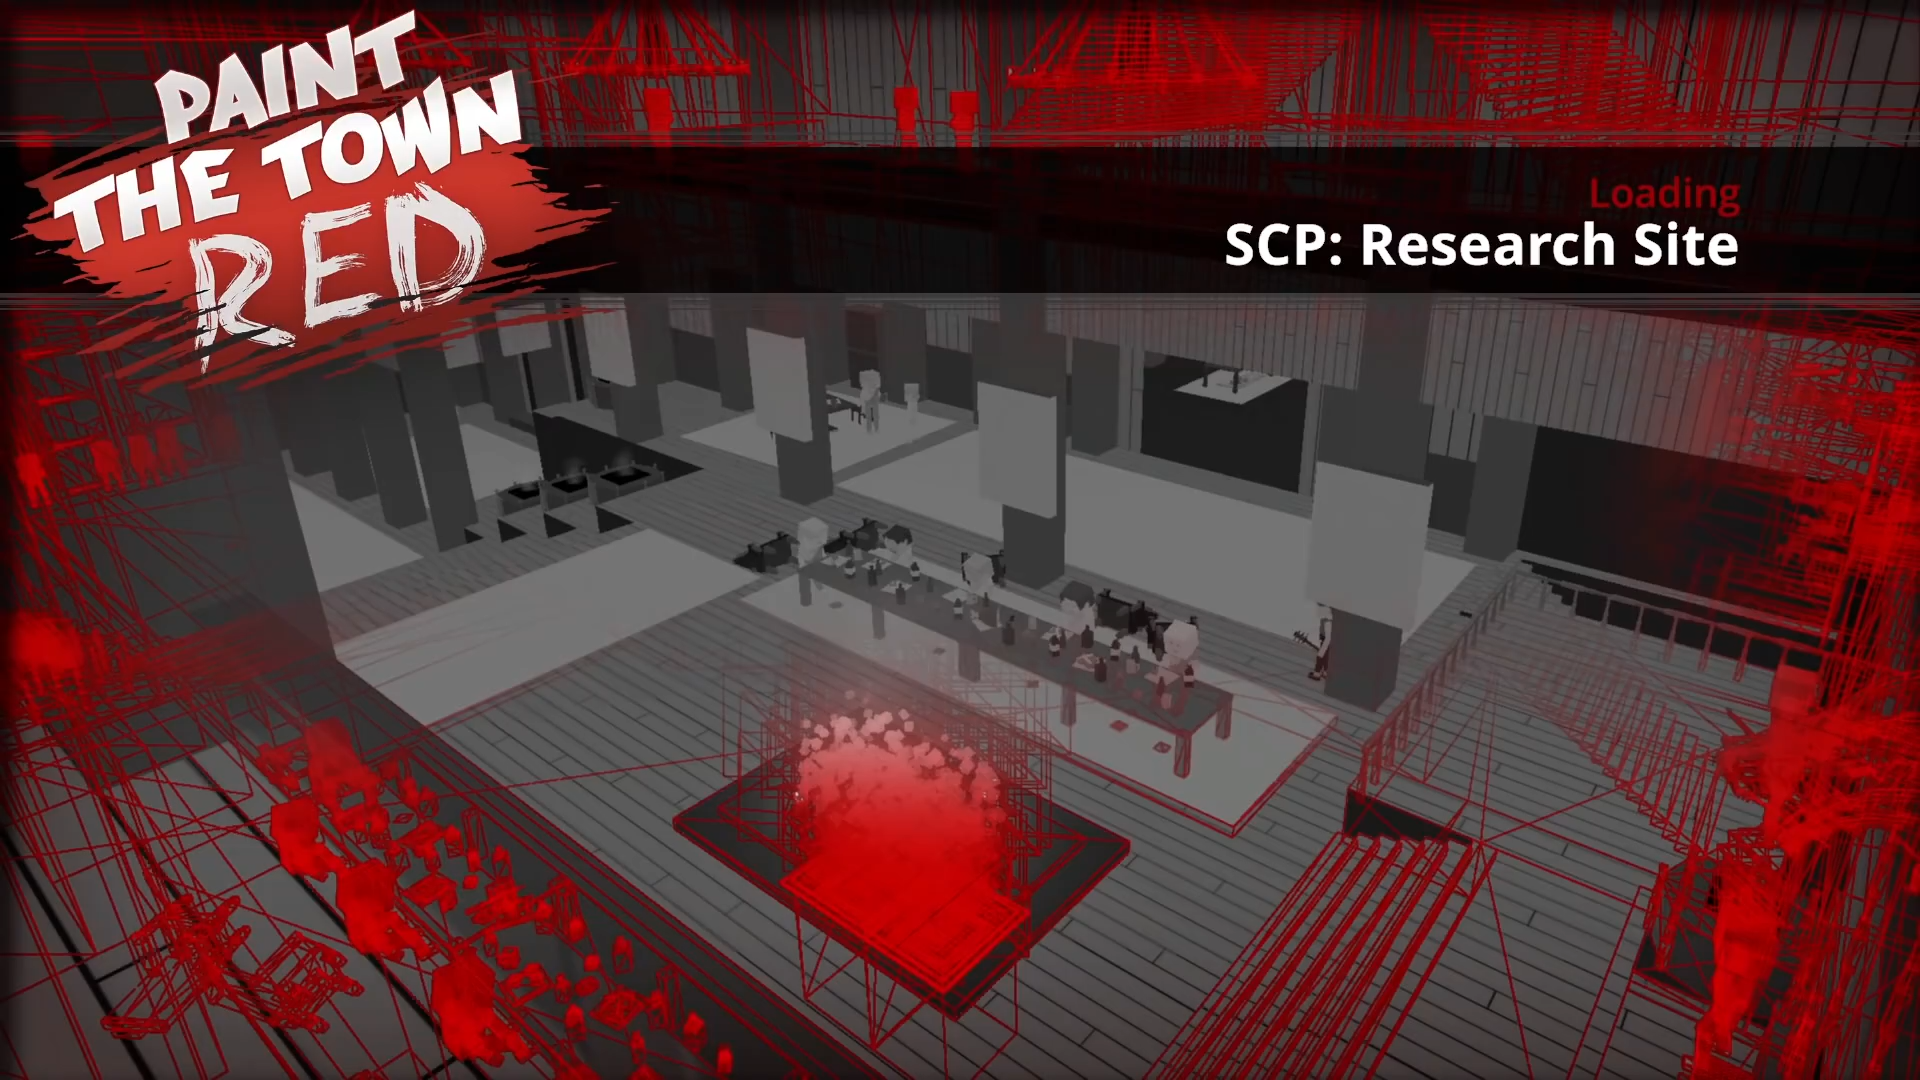 PAINT
THE TOWN
RED
Loading
SCP: Research Site